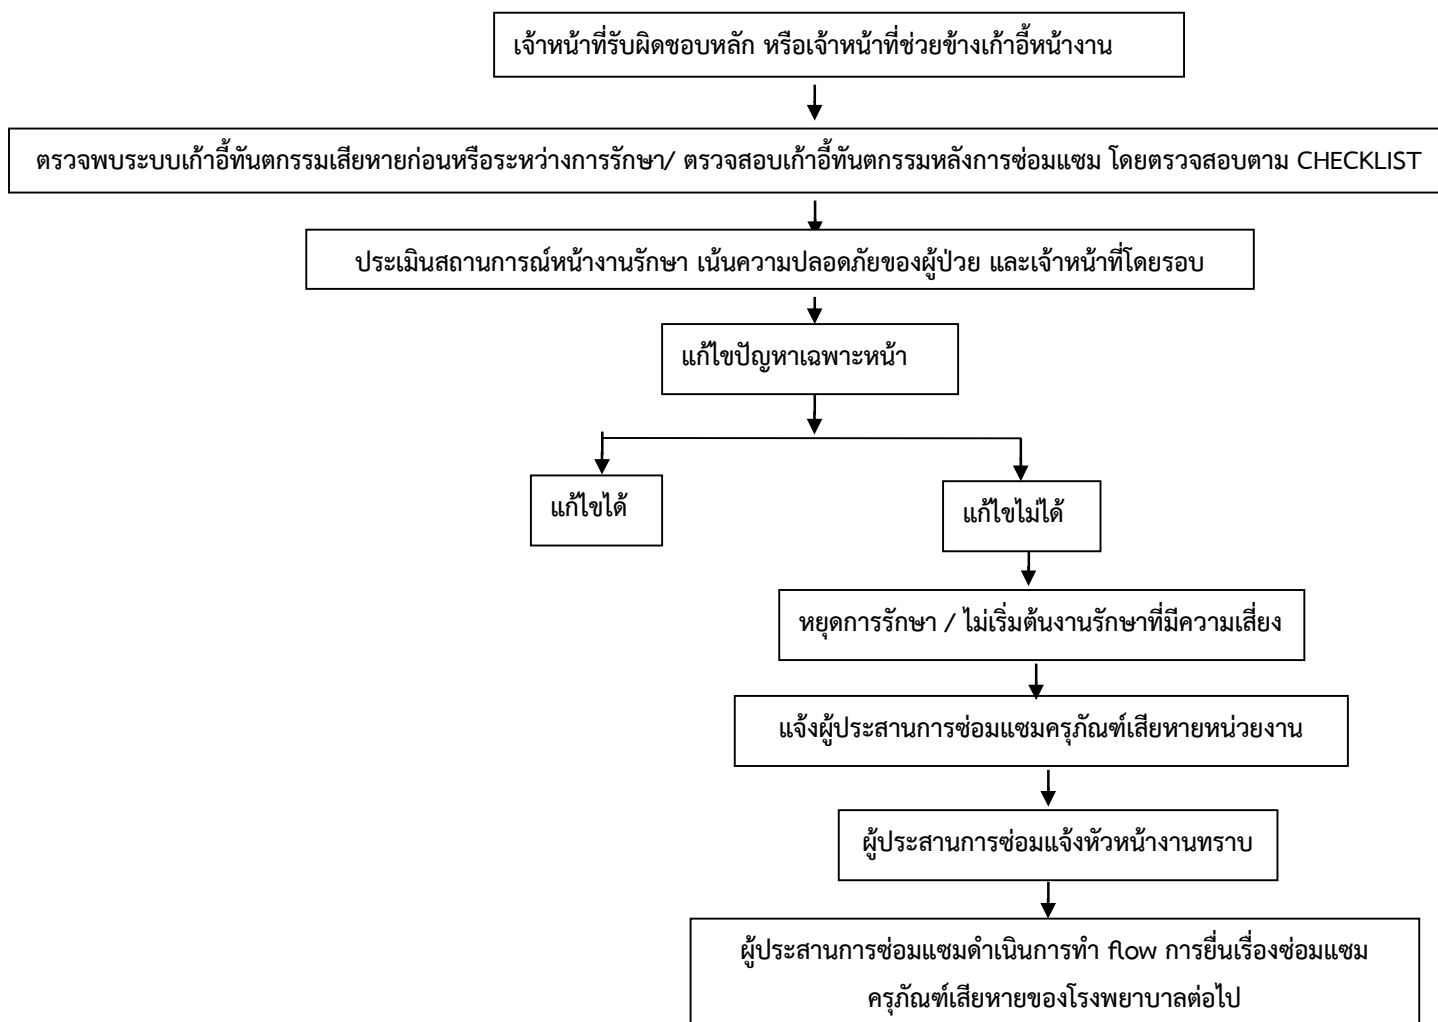 เจ้าหน้าที่รับผิดชอบหลัก หรือเจ้าหน้าที่ช่วยข้างเก้าอี้หน้างาน
ตรวจพบระบบเก้าอี้ทันตกรรมเสียหายก่อนหรือระหว่างการรักษา/ ตรวจสอบเก้าอี้ทันตกรรมหลังการซ่อมแซม โดยตรวจสอบตาม CHECKLIST
ประเมินสถานการณ์หน้างานรักษา เน้นความปลอดภัยของผู้ป่วย และเจ้าหน้าที่โดยรอบ
แก้ไขปัญหาเฉพาะหน้า
แก้ไขได้
แก้ไขไม่ได้
หยุดการรักษา / ไม่เริ่มต้นงานรักษาที่มีความเสี่ยง
แจ้งผู้ประสานการซ่อมแซมครุภัณฑ์เสียหายหน่วยงาน
ผู้ประสานการซ่อมแจ้งหัวหน้างานทราบ
ผู้ประสานการซ่อมแซมดำเนินการทำ flow การยื่นเรื่องซ่อมแซม
ครุภัณฑ์เสียหายของโรงพยาบาลต่อไป